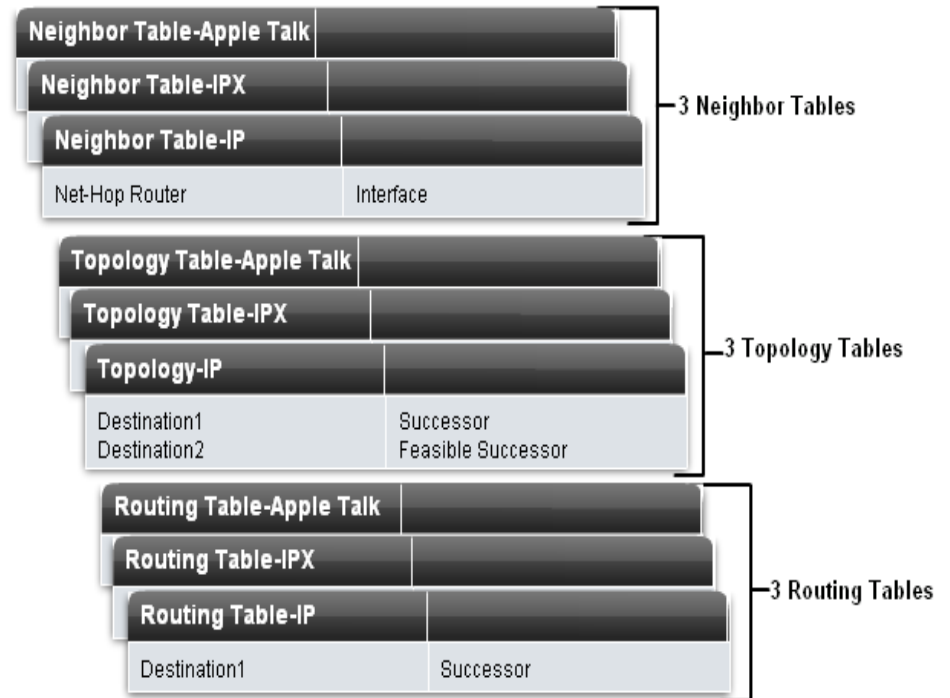 Neighbor Table-Apple Talk
Neighbor Table-IPX
Neighbor Table-IP
Net-Hop Router Interface
3 Neighbor Tables
Topology Table-Apple Talk
Topology Table-IPX
Topology-IP
Destination1 Successor
Destination2 Feasible Successor
3 Topology Tables
Routing Table-Apple Talk
Routing Table-IPX
Routing Table-IP
Destination1 Successor
3 Routing Tables